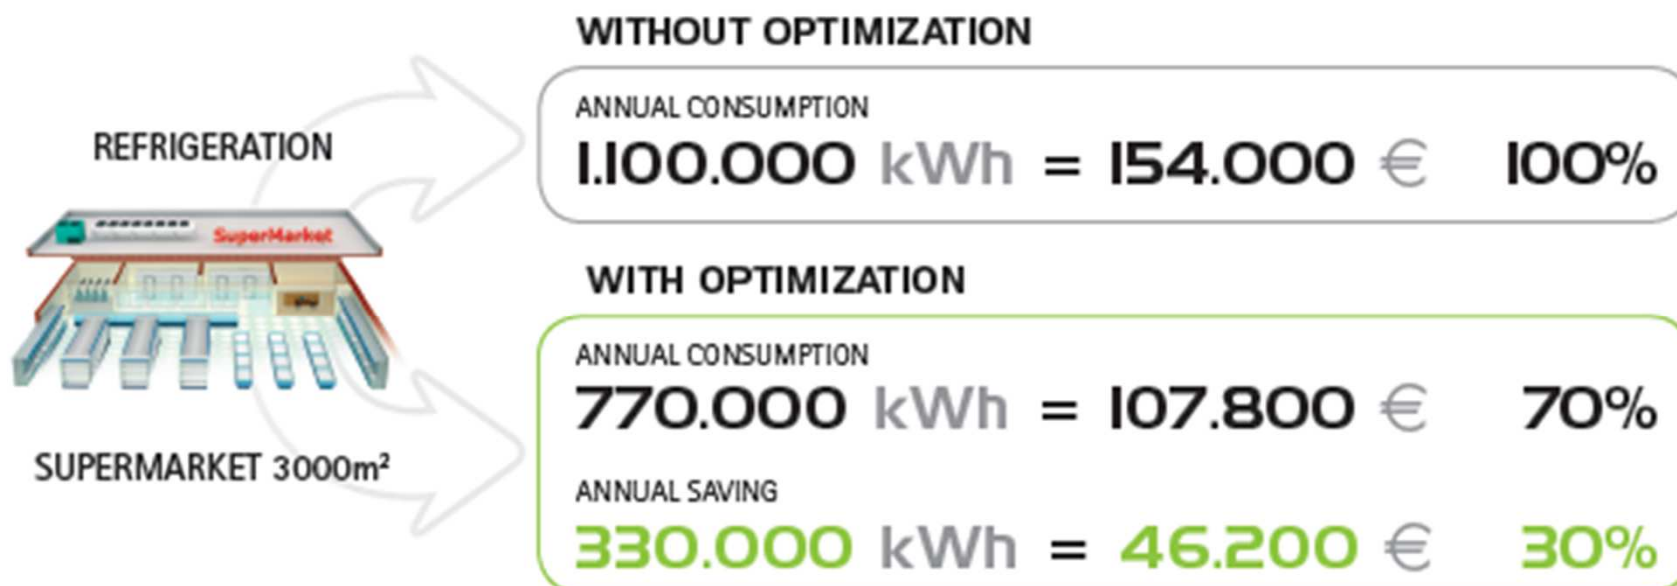 WITHOUT OPTIMIZATION
ANNUAL CONSUMPTION
1.100.000 kWh = 154.000 € 100%
REFRIGERATION
SuperMarket
SUPERMARKET 3000m²
WITH OPTIMIZATION
ANNUAL CONSUMPTION
770.000 kWh = 107.800 € 70%
ANNUAL SAVING
330.000 kWh = 46.200 € 30%